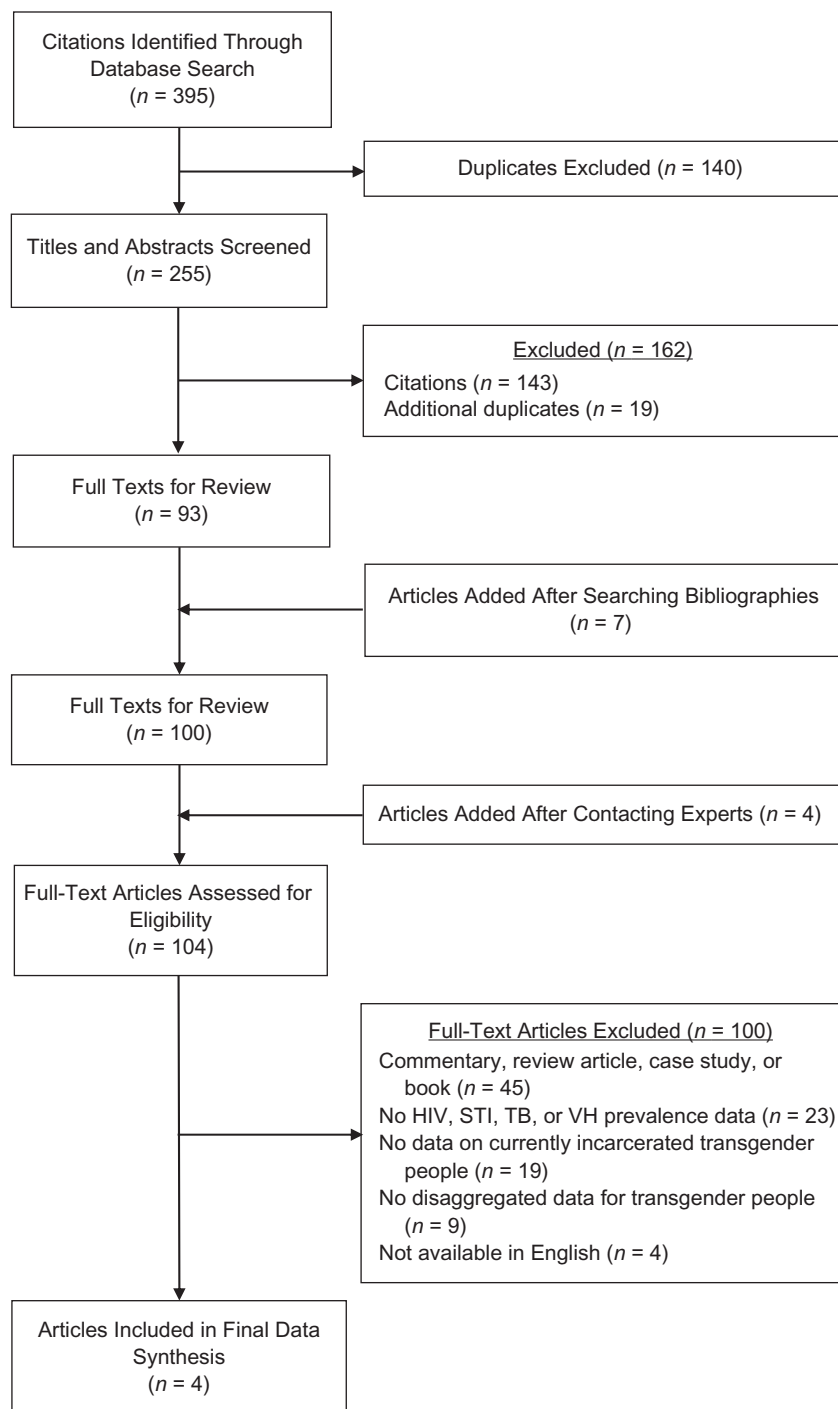 Citations Identified Through
Database Search
(n = 395)
Duplicates Excluded (n = 140)
Titles and Abstracts Screened
(n = 255)
Excluded (n = 162)
Citations (n = 143)
Additional duplicates (n = 19)
Full Texts for Review
(n = 93)
Articles Added After Searching Bibliographies
(n = 7)
Full Texts for Review
(n = 100)
Articles Added After Contacting Experts (n = 4)
Full-Text Articles Assessed for
Eligibility
(n = 104)
Full-Text Articles Excluded (n = 100)
Commentary, review article, case study, or
book (n = 45)
No HIV, STI, TB, or VH prevalence data (n = 23)
No data on currently incarcerated transgender
people (n = 19)
No disaggregated data for transgender people
(n = 9)
Not available in English (n = 4)
Articles Included in Final Data
Synthesis
(n = 4)